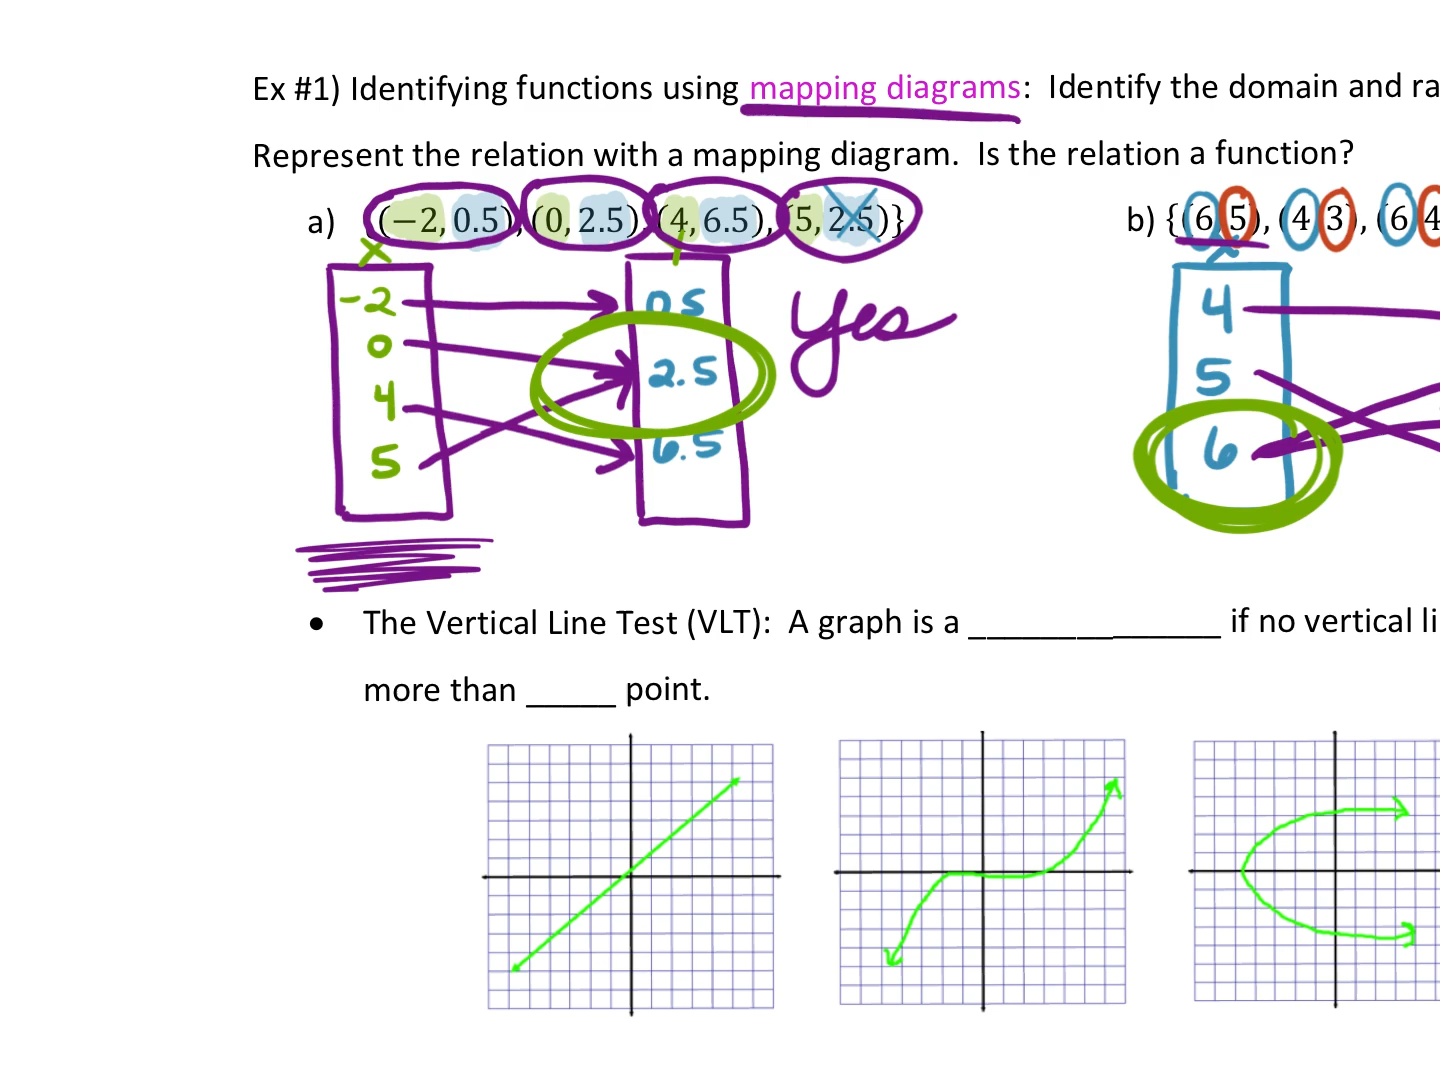 Ex #1) Identifying functions using mapping diagrams: Identify the domain and ra
Represent the relation with a mapping diagram. Is the relation a function?
a) {(−2, 0.5), (0, 2.5), (4, 6.5), (5, 2.5)}
b) {(6, 5), (4, 3), (6, 4
x y
-2 0.5
0 2.5
4 6.5
5
yes
x
4
5
6
• The Vertical Line Test (VLT): A graph is a ______________ if no vertical li
more than _____ point.